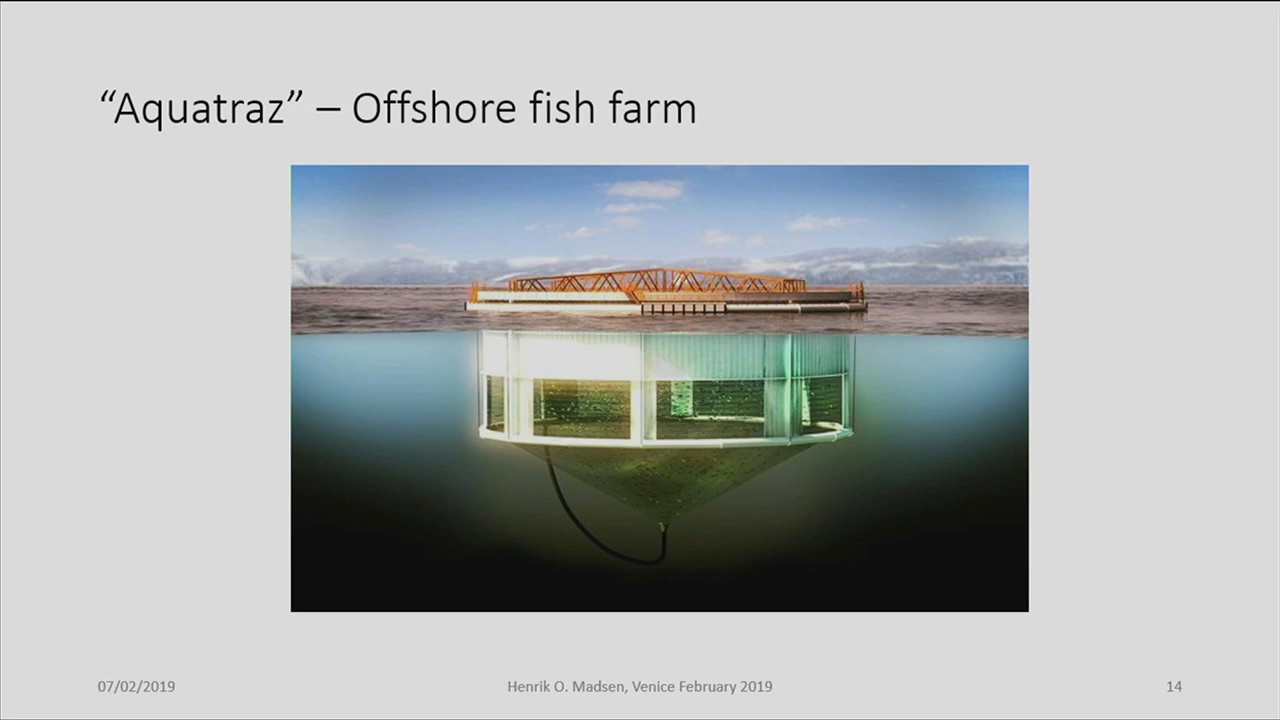 “Aquatraz” – Offshore fish farm
07/02/2019
Henrik O. Madsen, Venice February 2019
14